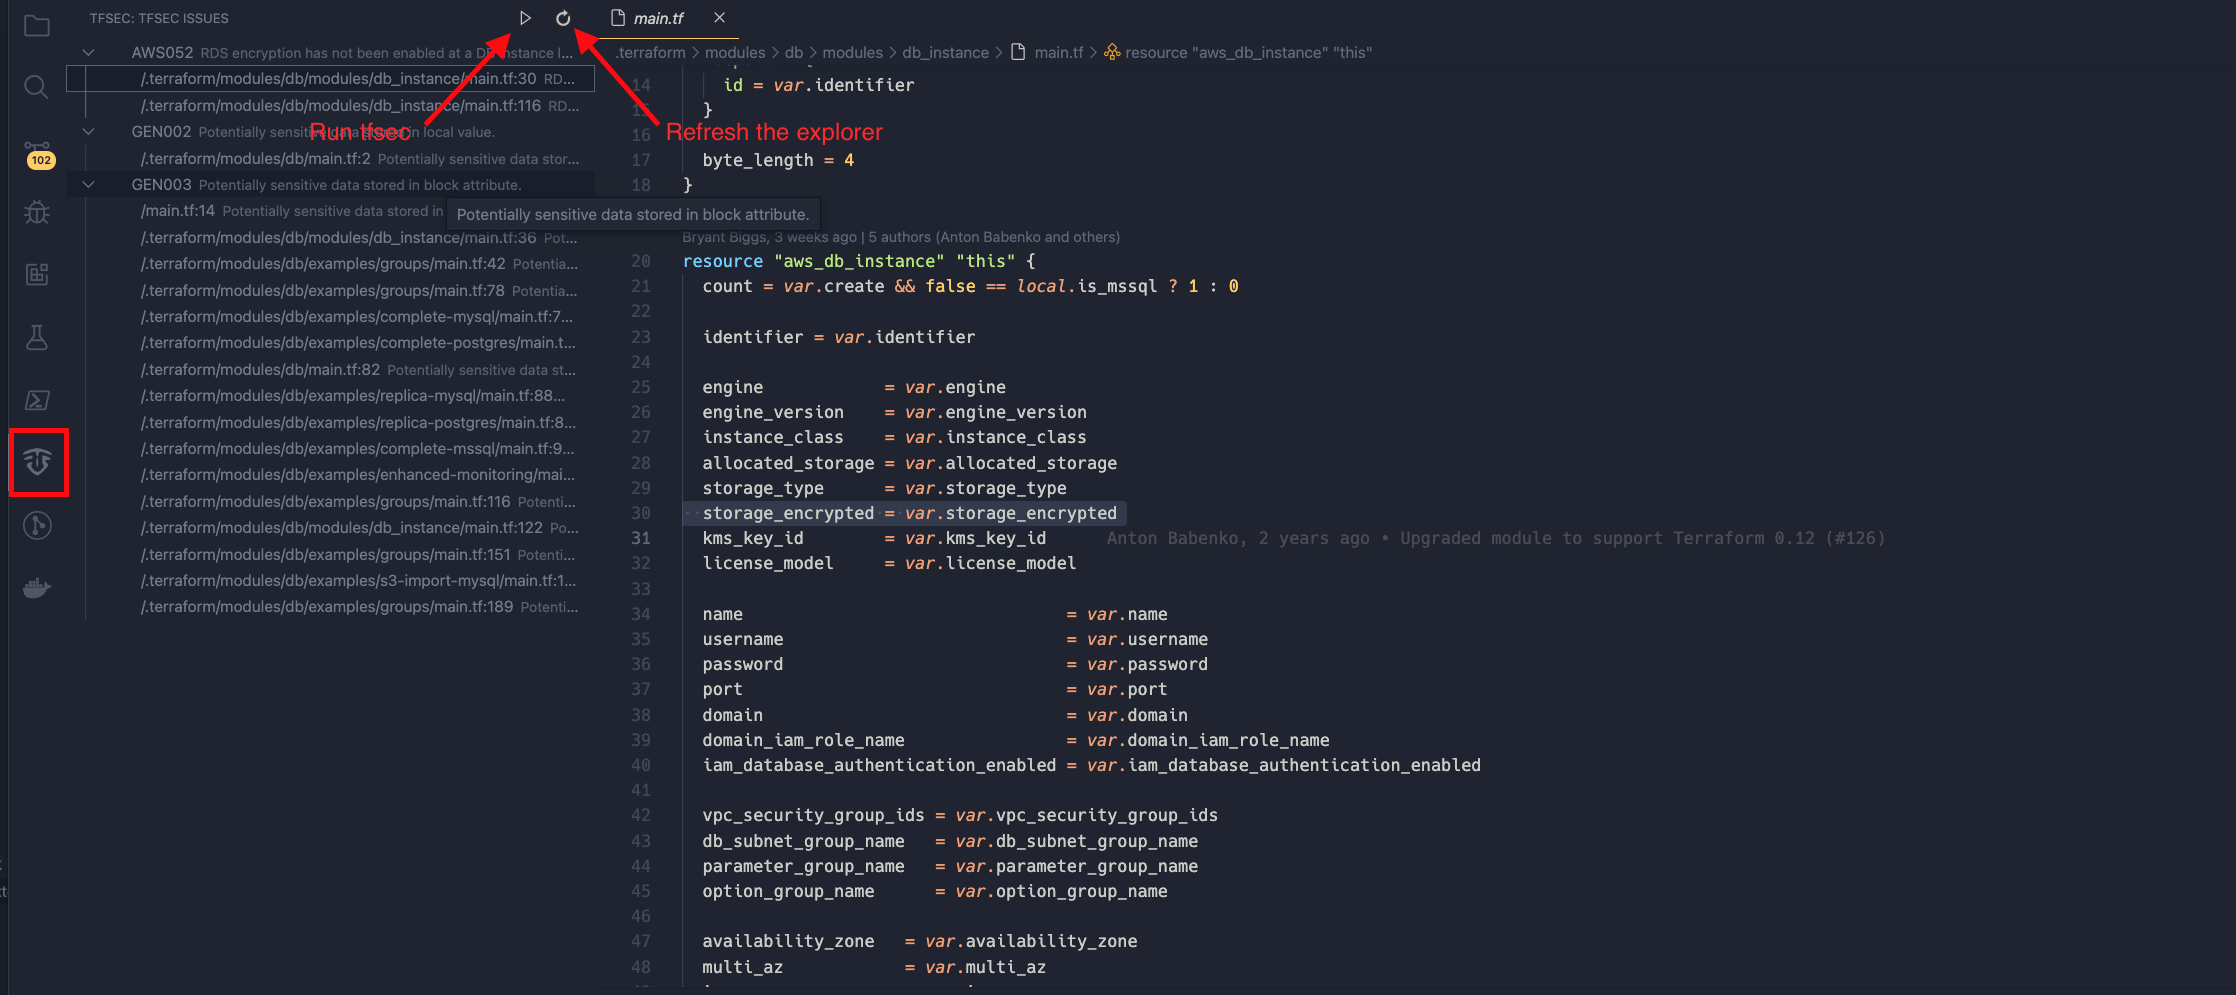 TFSEC: TFSEC ISSUES
AWS052 RDS encryption has not been enabled at a DB Instance l...
/.terraform/modules/db/modules/db_instance/main.tf:30 RD...
/.terraform/modules/db/modules/db_instance/main.tf:116 RD...
GEN002 Potentially sensitive data stored in local value.
/.terraform/modules/db/main.tf:2 Potentially sensitive data stor...
GEN003 Potentially sensitive data stored in block attribute.
/main.tf:14 Potentially sensitive data stored in
/.terraform/modules/db/modules/db_instance/main.tf:36 Pot...
/.terraform/modules/db/examples/groups/main.tf:42 Potentia...
/.terraform/modules/db/examples/groups/main.tf:78 Potentia...
/.terraform/modules/db/examples/complete-mysql/main.tf:7...
/.terraform/modules/db/examples/complete-postgres/main.t...
/.terraform/modules/db/main.tf:82 Potentially sensitive data st...
/.terraform/modules/db/examples/replica-mysql/main.tf:88...
/.terraform/modules/db/examples/replica-postgres/main.tf:8...
/.terraform/modules/db/examples/complete-mssql/main.tf:9...
/.terraform/modules/db/examples/enhanced-monitoring/mai...
/.terraform/modules/db/examples/groups/main.tf:116 Potenti...
/.terraform/modules/db/modules/db_instance/main.tf:122 Po...
/.terraform/modules/db/examples/groups/main.tf:151 Potenti...
/.terraform/modules/db/examples/s3-import-mysql/main.tf:1...
/.terraform/modules/db/examples/groups/main.tf:189 Potenti...
102
Run tfsec
Refresh the explorer
Potentially sensitive data stored in block attribute.
main.tf
.terraform > modules > db > modules > db_instance > main.tf > resource "aws_db_instance" "this"
14 id = var.identifier
15 }
16
17 byte_length = 4
18 }
Bryant Biggs, 3 weeks ago | 5 authors (Anton Babenko and others)
20 resource "aws_db_instance" "this" {
21 count = var.create && false == local.is_mssql ? 1 : 0
22
23 identifier = var.identifier
24
25 engine = var.engine
26 engine_version = var.engine_version
27 instance_class = var.instance_class
28 allocated_storage = var.allocated_storage
29 storage_type = var.storage_type
30 storage_encrypted = var.storage_encrypted
31 kms_key_id = var.kms_key_id Anton Babenko, 2 years ago • Upgraded module to support Terraform 0.12 (#126)
32 license_model = var.license_model
33
34 name = var.name
35 username = var.username
36 password = var.password
37 port = var.port
38 domain = var.domain
39 domain_iam_role_name = var.domain_iam_role_name
40 iam_database_authentication_enabled = var.iam_database_authentication_enabled
41
42 vpc_security_group_ids = var.vpc_security_group_ids
43 db_subnet_group_name = var.db_subnet_group_name
44 parameter_group_name = var.parameter_group_name
45 option_group_name = var.option_group_name
46
47 availability_zone = var.availability_zone
48 multi_az = var.multi_az